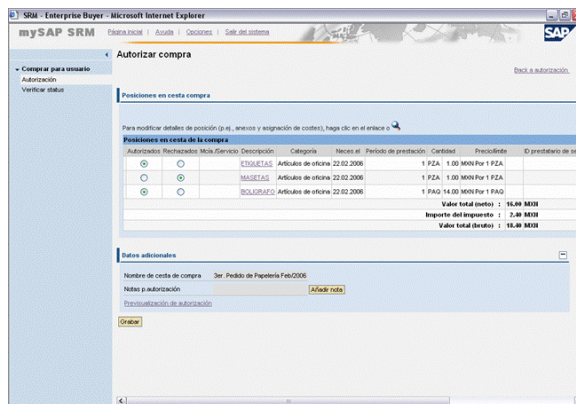 SRM - Enterprise Buyer - Microsoft Internet Explorer
mySAP SRM
Página inicial | Ayuda | Opciones | Salir del sistema
SAP
Autorizar compra
Comprar para usuario
Back a autorización
Autorización
Verificar status
Posiciones en cesta compra
Para modificar detalles de posición (p.ej., anexos y asignación de costes), haga clic en el enlace o
Posiciones en cesta de la compra
Autorizados Rechazados Mcía./Servicio Descripción Categoría Neces.el Período de prestación Cantidad Precio/límite ID prestatario de se
ETIQUETAS Artículos de oficina 22.02.2006 1 PZA 1.00 MXN Por 1 PZA
MASETAS Artículos de oficina 22.02.2006 1 PZA 1.00 MXN Por 1 PZA
BOLIGRAFO Artículos de oficina 22.02.2006 1 PAQ 14.00 MXN Por 1 PAQ
Valor total (neto) : 16.00 MXN
Importe del impuesto : 2.40 MXN
Valor total (bruto) : 18.40 MXN
Datos adicionales
Nombre de cesta de compra 3er. Pedido de Papelería Feb/2006
Notas p.autorización Añadir nota
Previsualización de autorización
Grabar